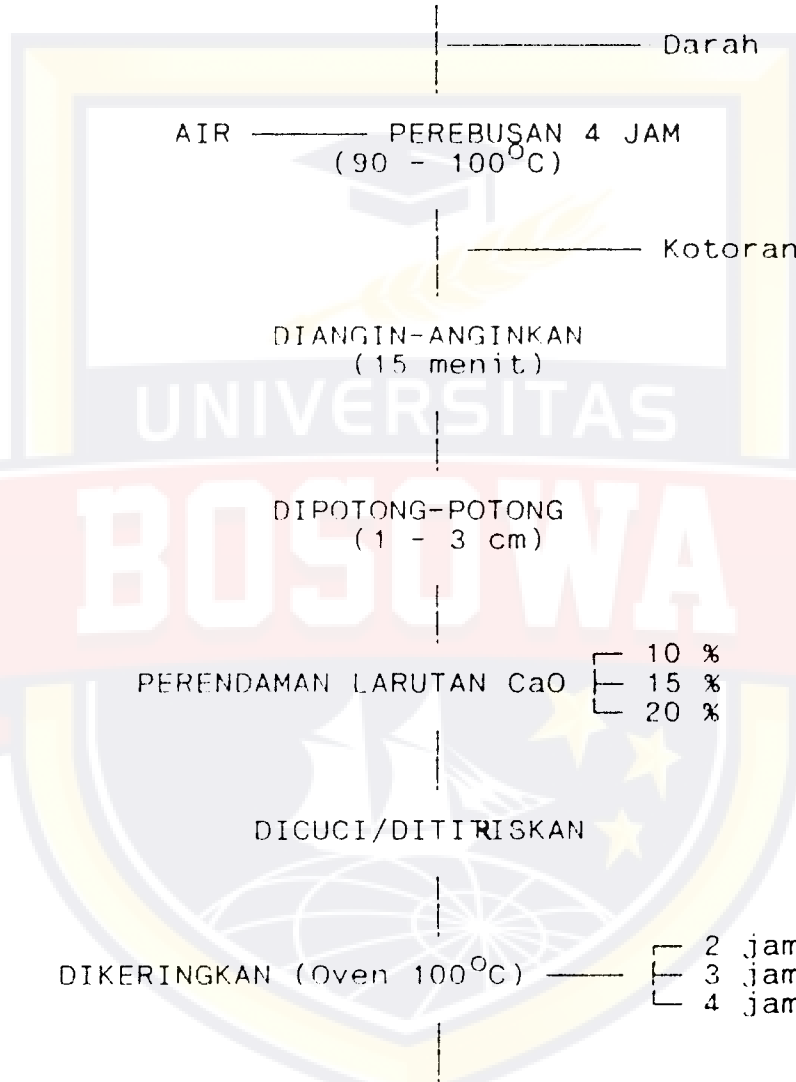 Darah
AIR PEREBUSAN 4 JAM
(90 - 100°C)
Kotoran
DIANGIN-ANGINKAN
(15 menit)
UNIVERSITAS
DIPOTONG-POTONG
(1 - 3 cm)
BOSOWA
10 %
PERENDAMAN LARUTAN CaO 15 %
20 %
DICUCI/DITIRISKAN
2 jam
DIKERINGKAN (Oven 100°C) 3 jam
4 jam